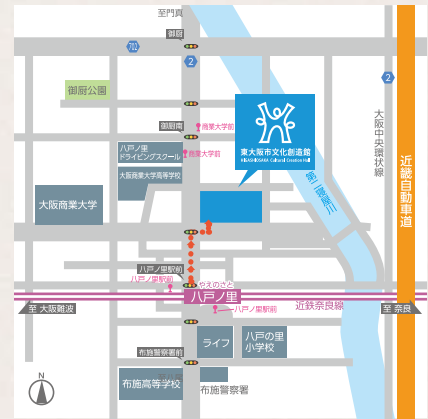 至門真
御厨
702
2
2
御厨公園
御厨南
商業大学前
八戸ノ里
ドライビングスクール
商業大学前
大阪商業大学高等学校
大阪商業大学
東大阪市文化創造館
HIGASHIOSAKA Cultural Creation Hall
第二寝屋川
大阪中央環状線
近畿自動車道
八戸ノ里駅前
八戸ノ里駅前
やえのさと
八戸ノ里
八戸ノ里駅前
近鉄奈良線
至 大阪難波
至 奈良
ライフ
八戸の里
小学校
布施警察署前
布施高等学校
布施警察署
N